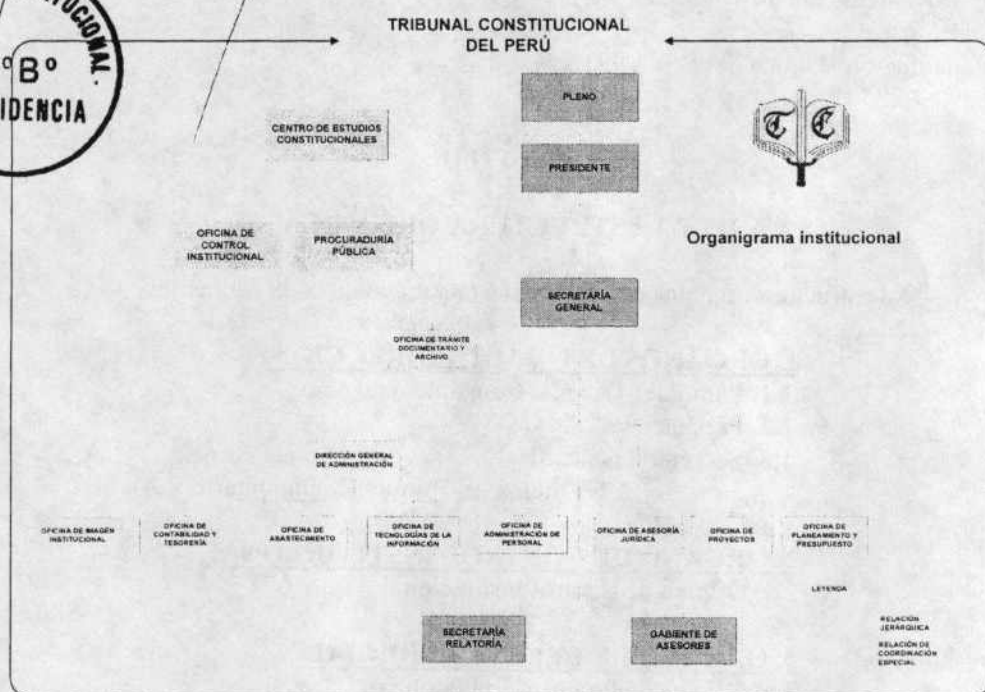 TRIBUNAL CONSTITUCIONAL
DEL PERÚ
°B°
PLENO
CENTRO DE ESTUDIOS
CONSTITUCIONALES
PRESIDENTE
OFICINA DE
CONTROL
INSTITUCIONAL
PROCURADURÍA
PÚBLICA
Organigrama institucional
SECRETARÍA
GENERAL
OFICINA DE TRÁMITE
DOCUMENTARIO Y
ARCHIVO
DIRECCIÓN GENERAL
DE ADMINISTRACIÓN
OFICINA DE IMAGEN
INSTITUCIONAL
OFICINA DE
CONTABILIDAD Y
TESORERÍA
OFICINA DE
ABASTECIMIENTO
OFICINA DE
TECNOLOGÍAS DE LA
INFORMACIÓN
OFICINA DE
ADMINISTRACIÓN DE
PERSONAL
OFICINA DE ASESORÍA
JURÍDICA
OFICINA DE
PROYECTOS
OFICINA DE
PLANEAMIENTO Y
PRESUPUESTO
LEYENDA
SECRETARÍA
RELATORÍA
GABIENTE DE
ASESORES
RELACIÓN
JERÁRQUICA
RELACIÓN DE
COORDINACIÓN
ESPECIAL